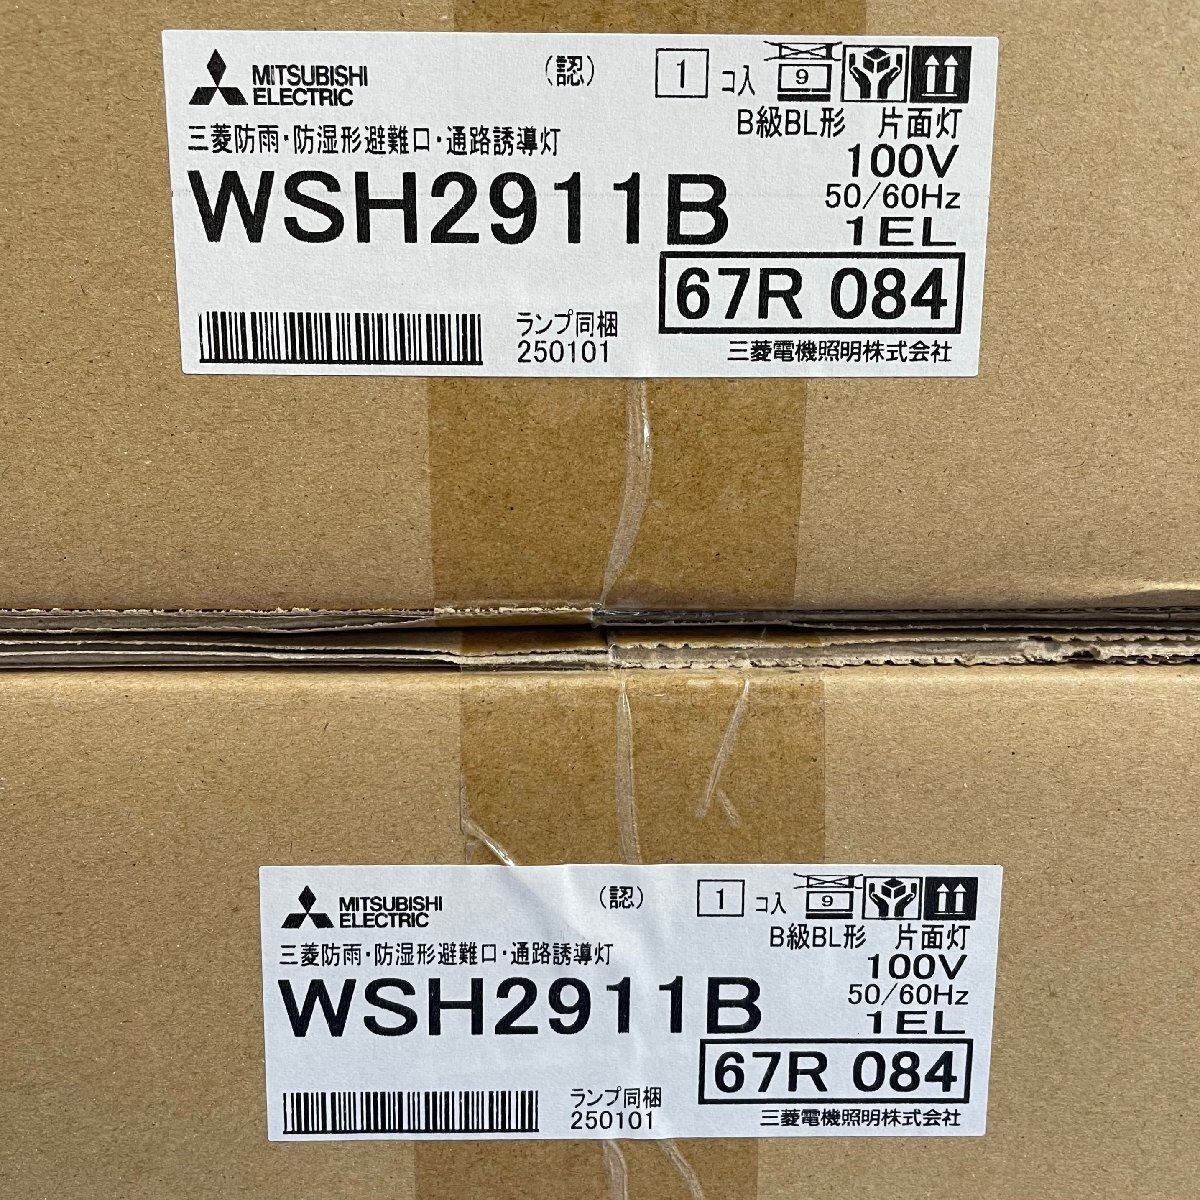 MITSUBISHI ELECTRIC (認) 1 コ入 9
三菱防雨・防湿形避難口・通路誘導灯
B級BL形 片面灯
WSH2911B
100V
50/60Hz
1EL
67R 084
ランプ同梱
250101
三菱電機照明株式会社
MITSUBISHI ELECTRIC (認) 1 コ入 9
三菱防雨・防湿形避難口・通路誘導灯
B級BL形 片面灯
WSH2911B
100V
50/60Hz
1EL
67R 084
ランプ同梱
250101
三菱電機照明株式会社